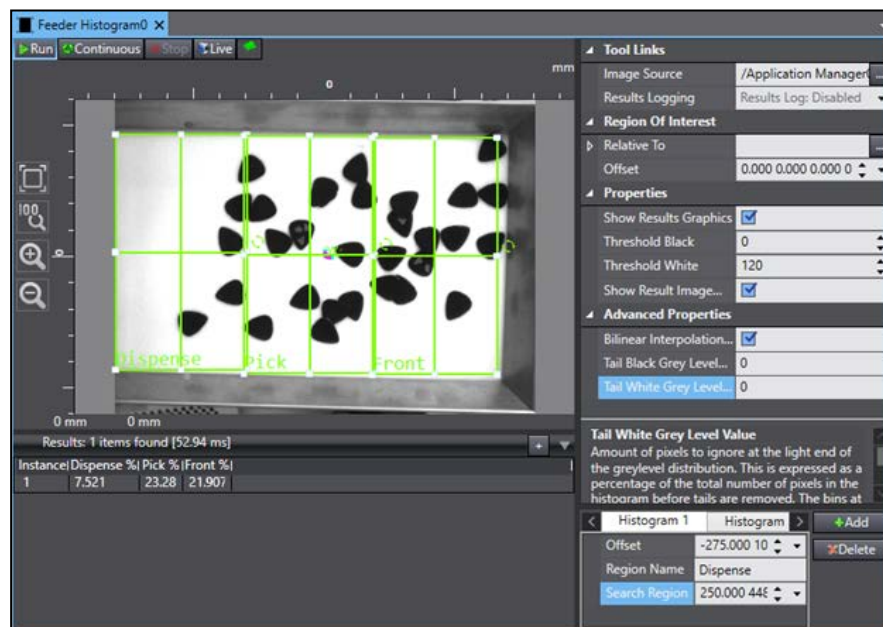 Feeder Histogram0
Run Continuous Stop Live
mm
0
0
Dispense Pick Front
0 mm 0 mm
Results: 1 items found [52.94 ms]
Instance Dispense % Pick % Front %
1 7.521 23.28 21.907
Tool Links
Image Source /Application Manager
Results Logging Results Log: Disabled
Region Of Interest
Relative To
Offset 0.000 0.000 0.000 0
Properties
Show Results Graphics
Threshold Black 0
Threshold White 120
Show Result Image...
Advanced Properties
Bilinear Interpolation...
Tail Black Grey Level... 0
Tail White Grey Level... 0
Tail White Grey Level Value
Amount of pixels to ignore at the light end of
the greylevel distribution. This is expressed as a
percentage of the total number of pixels in the
histogram before tails are removed. The bins at
Histogram 1 Histogram Add
Offset -275.000 10 Delete
Region Name Dispense
Search Region 250.000 448